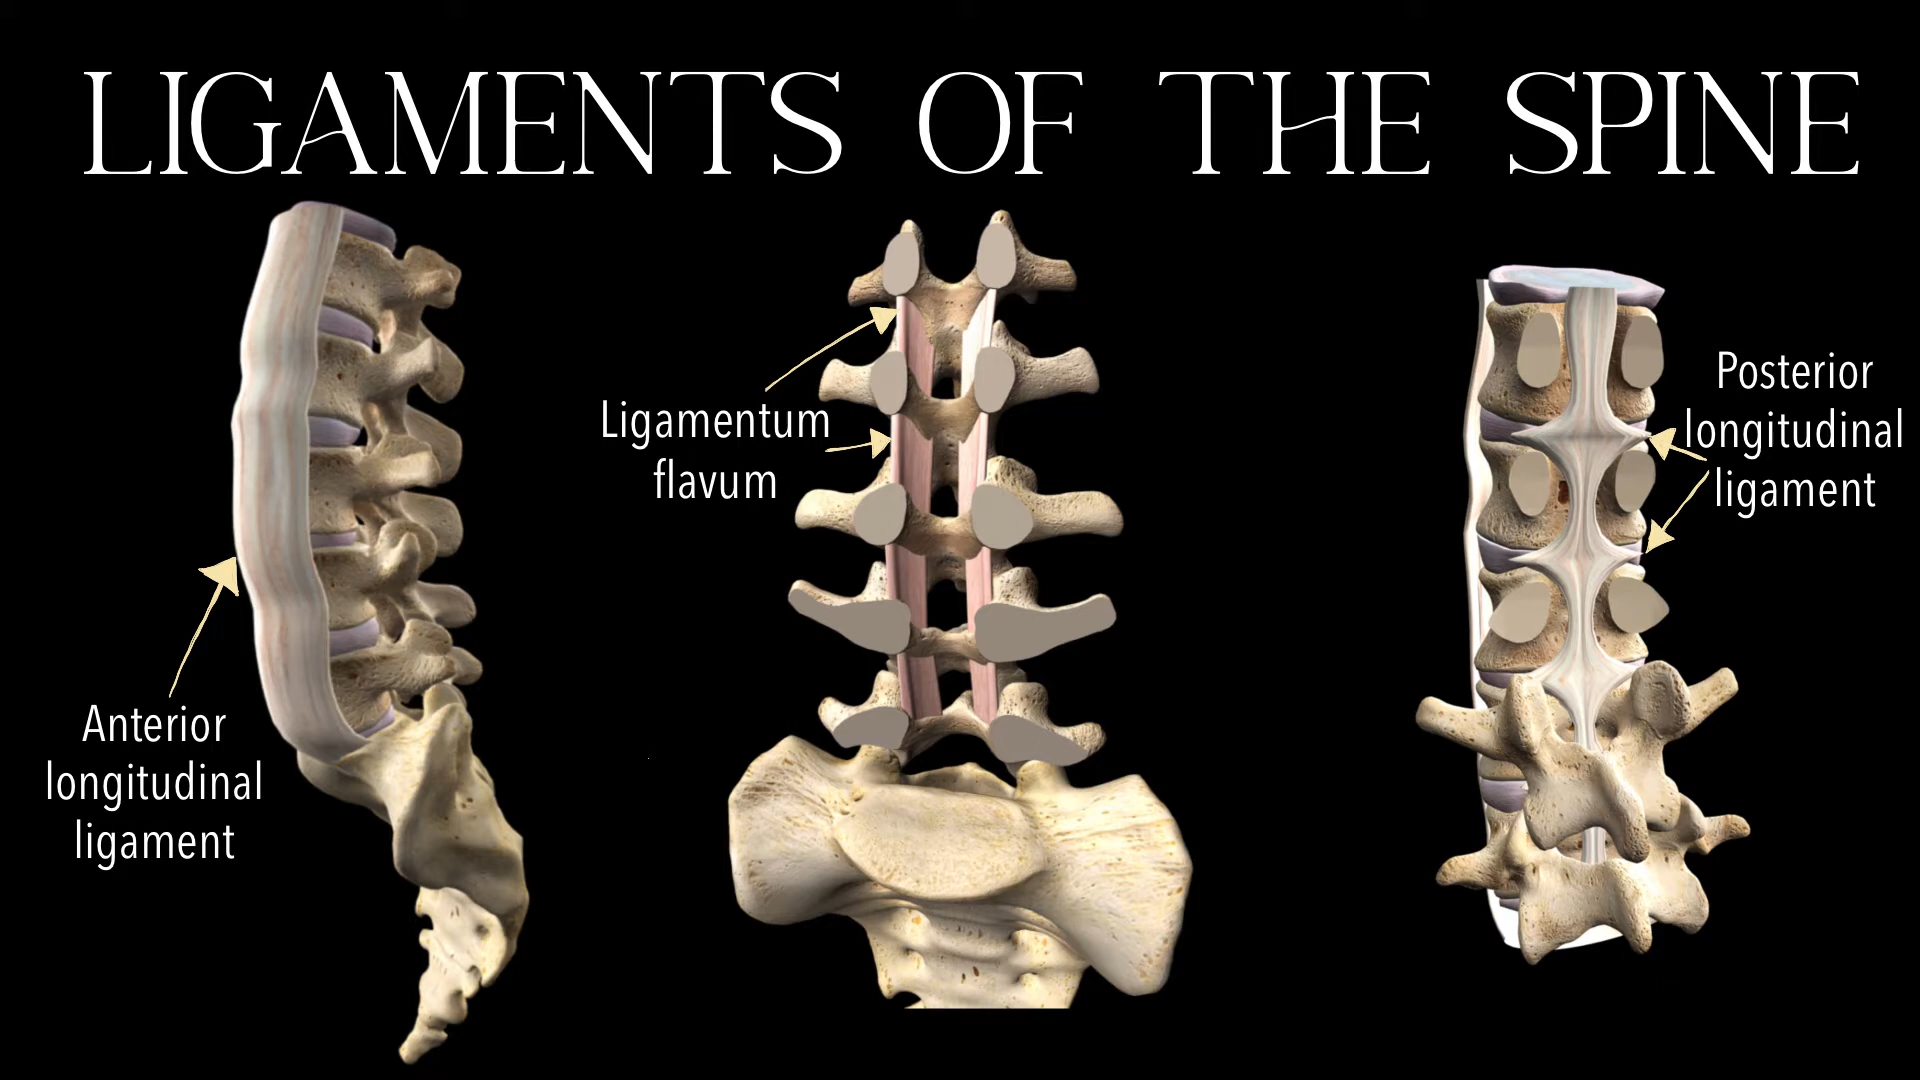 LIGAMENTS OF THE SPINE
Ligamentum
flavum
Posterior
longitudinal
ligament
Anterior
longitudinal
ligament